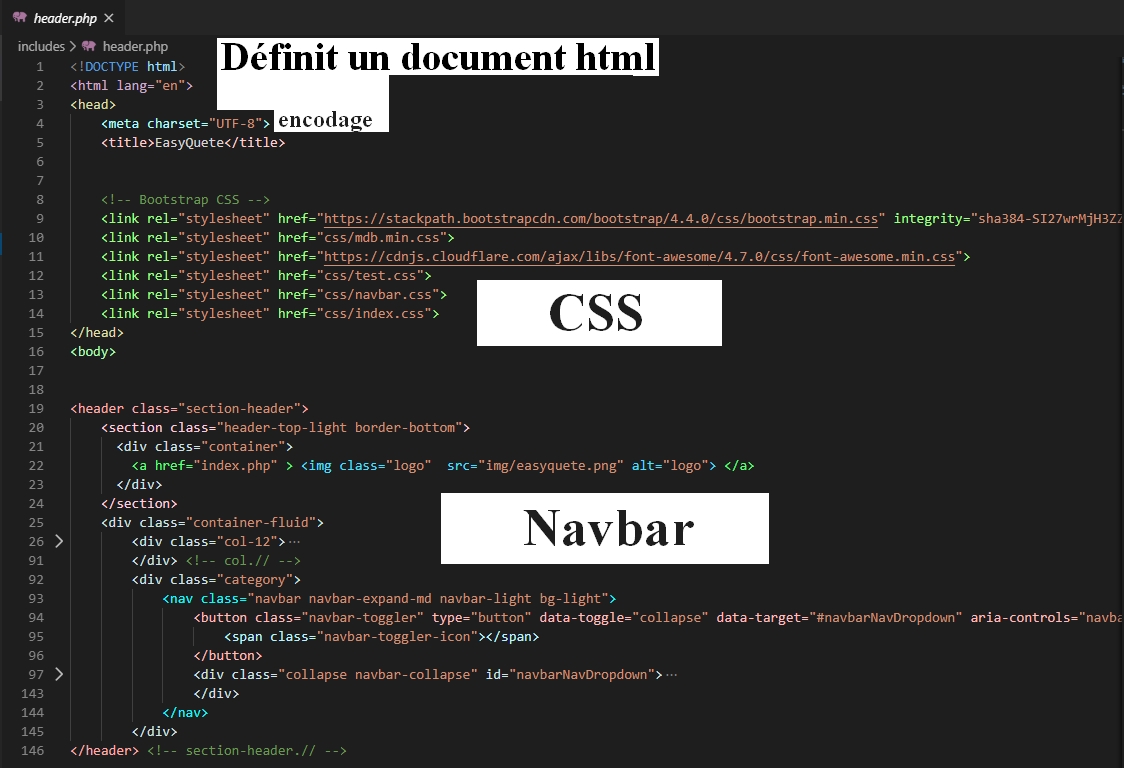 header.php ×
includes > header.php
Définit un document html
1 <!DOCTYPE html>
2 <html lang="en">
3 <head>
4 <meta charset="UTF-8"> encodage
5 <title>EasyQuete</title>
6
7
8 <!-- Bootstrap CSS -->
9 <link rel="stylesheet" href="https://stackpath.bootstrapcdn.com/bootstrap/4.4.0/css/bootstrap.min.css" integrity="sha384-SI27wrMjH3ZZ
10 <link rel="stylesheet" href="css/mdb.min.css">
11 <link rel="stylesheet" href="https://cdnjs.cloudflare.com/ajax/libs/font-awesome/4.7.0/css/font-awesome.min.css">
12 <link rel="stylesheet" href="css/test.css">
13 <link rel="stylesheet" href="css/navbar.css">
14 <link rel="stylesheet" href="css/index.css">
CSS
15 </head>
16 <body>
17
18
19 <header class="section-header">
20 <section class="header-top-light border-bottom">
21 <div class="container">
22 <a href="index.php" > <img class="logo"  src="img/easyquete.png" alt="logo"> </a>
23 </div>
24 </section>
25 <div class="container-fluid">
Navbar
26 <div class="col-12">···
91 </div> <!-- col.// -->
92 <div class="category">
93 <nav class="navbar navbar-expand-md navbar-light bg-light">
94 <button class="navbar-toggler" type="button" data-toggle="collapse" data-target="#navbarNavDropdown" aria-controls="navba
95 <span class="navbar-toggler-icon"></span>
96 </button>
97 <div class="collapse navbar-collapse" id="navbarNavDropdown">···
143 </div>
144 </nav>
145 </div>
146 </header> <!-- section-header.// -->